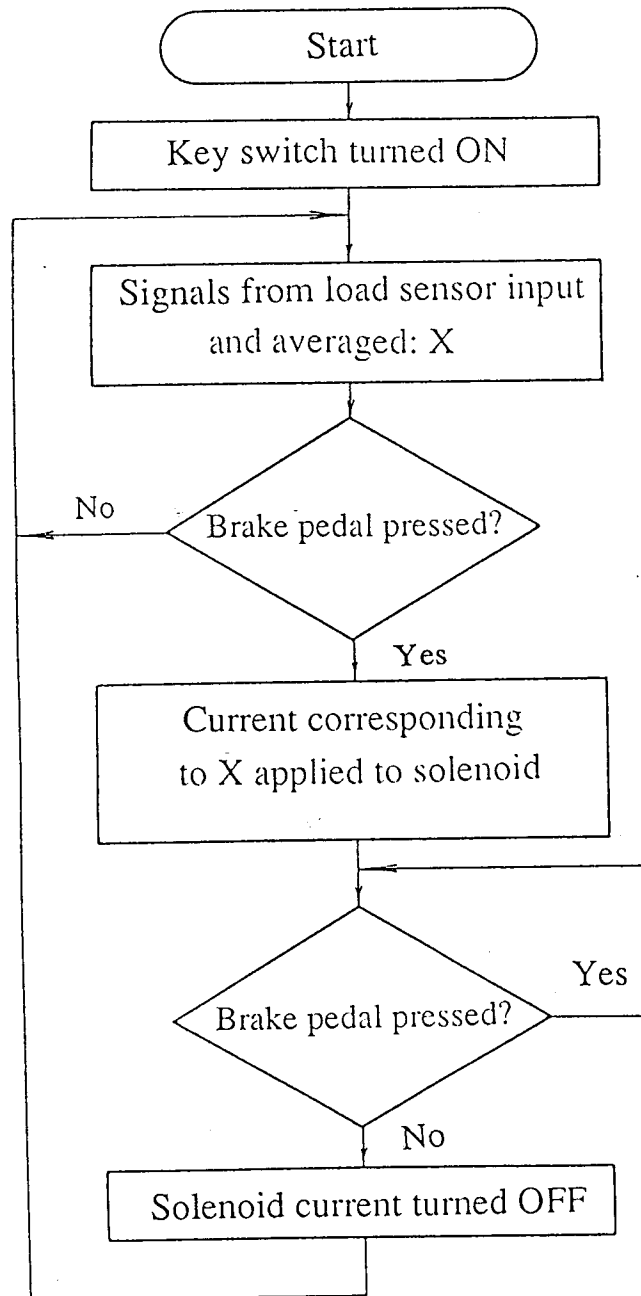 Start
Key switch turned ON
Signals from load sensor input
and averaged: X
No
Brake pedal pressed?
Yes
Current corresponding
to X applied to solenoid
Brake pedal pressed?
Yes
No
Solenoid current turned OFF